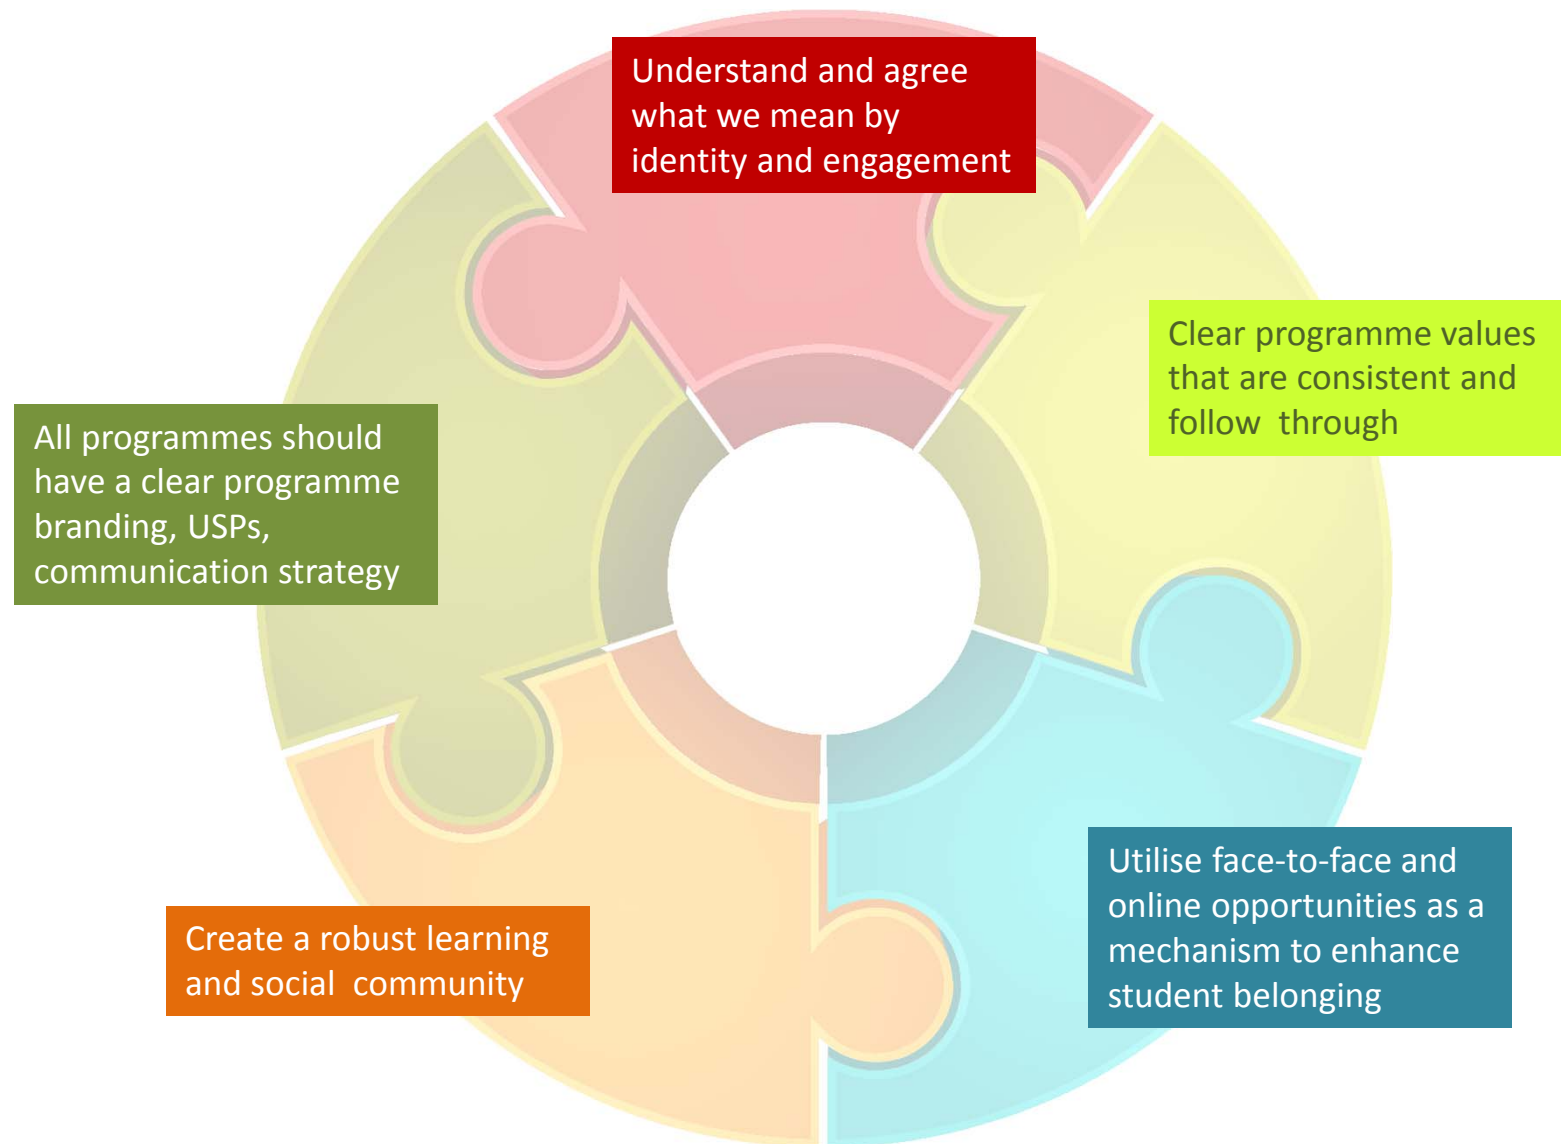 Understand and agree
what we mean by
identity and engagement
Clear programme values
that are consistent and
follow  through
All programmes should
have a clear programme
branding, USPs,
communication strategy
Utilise face-to-face and
online opportunities as a
mechanism to enhance
student belonging
Create a robust learning
and social  community